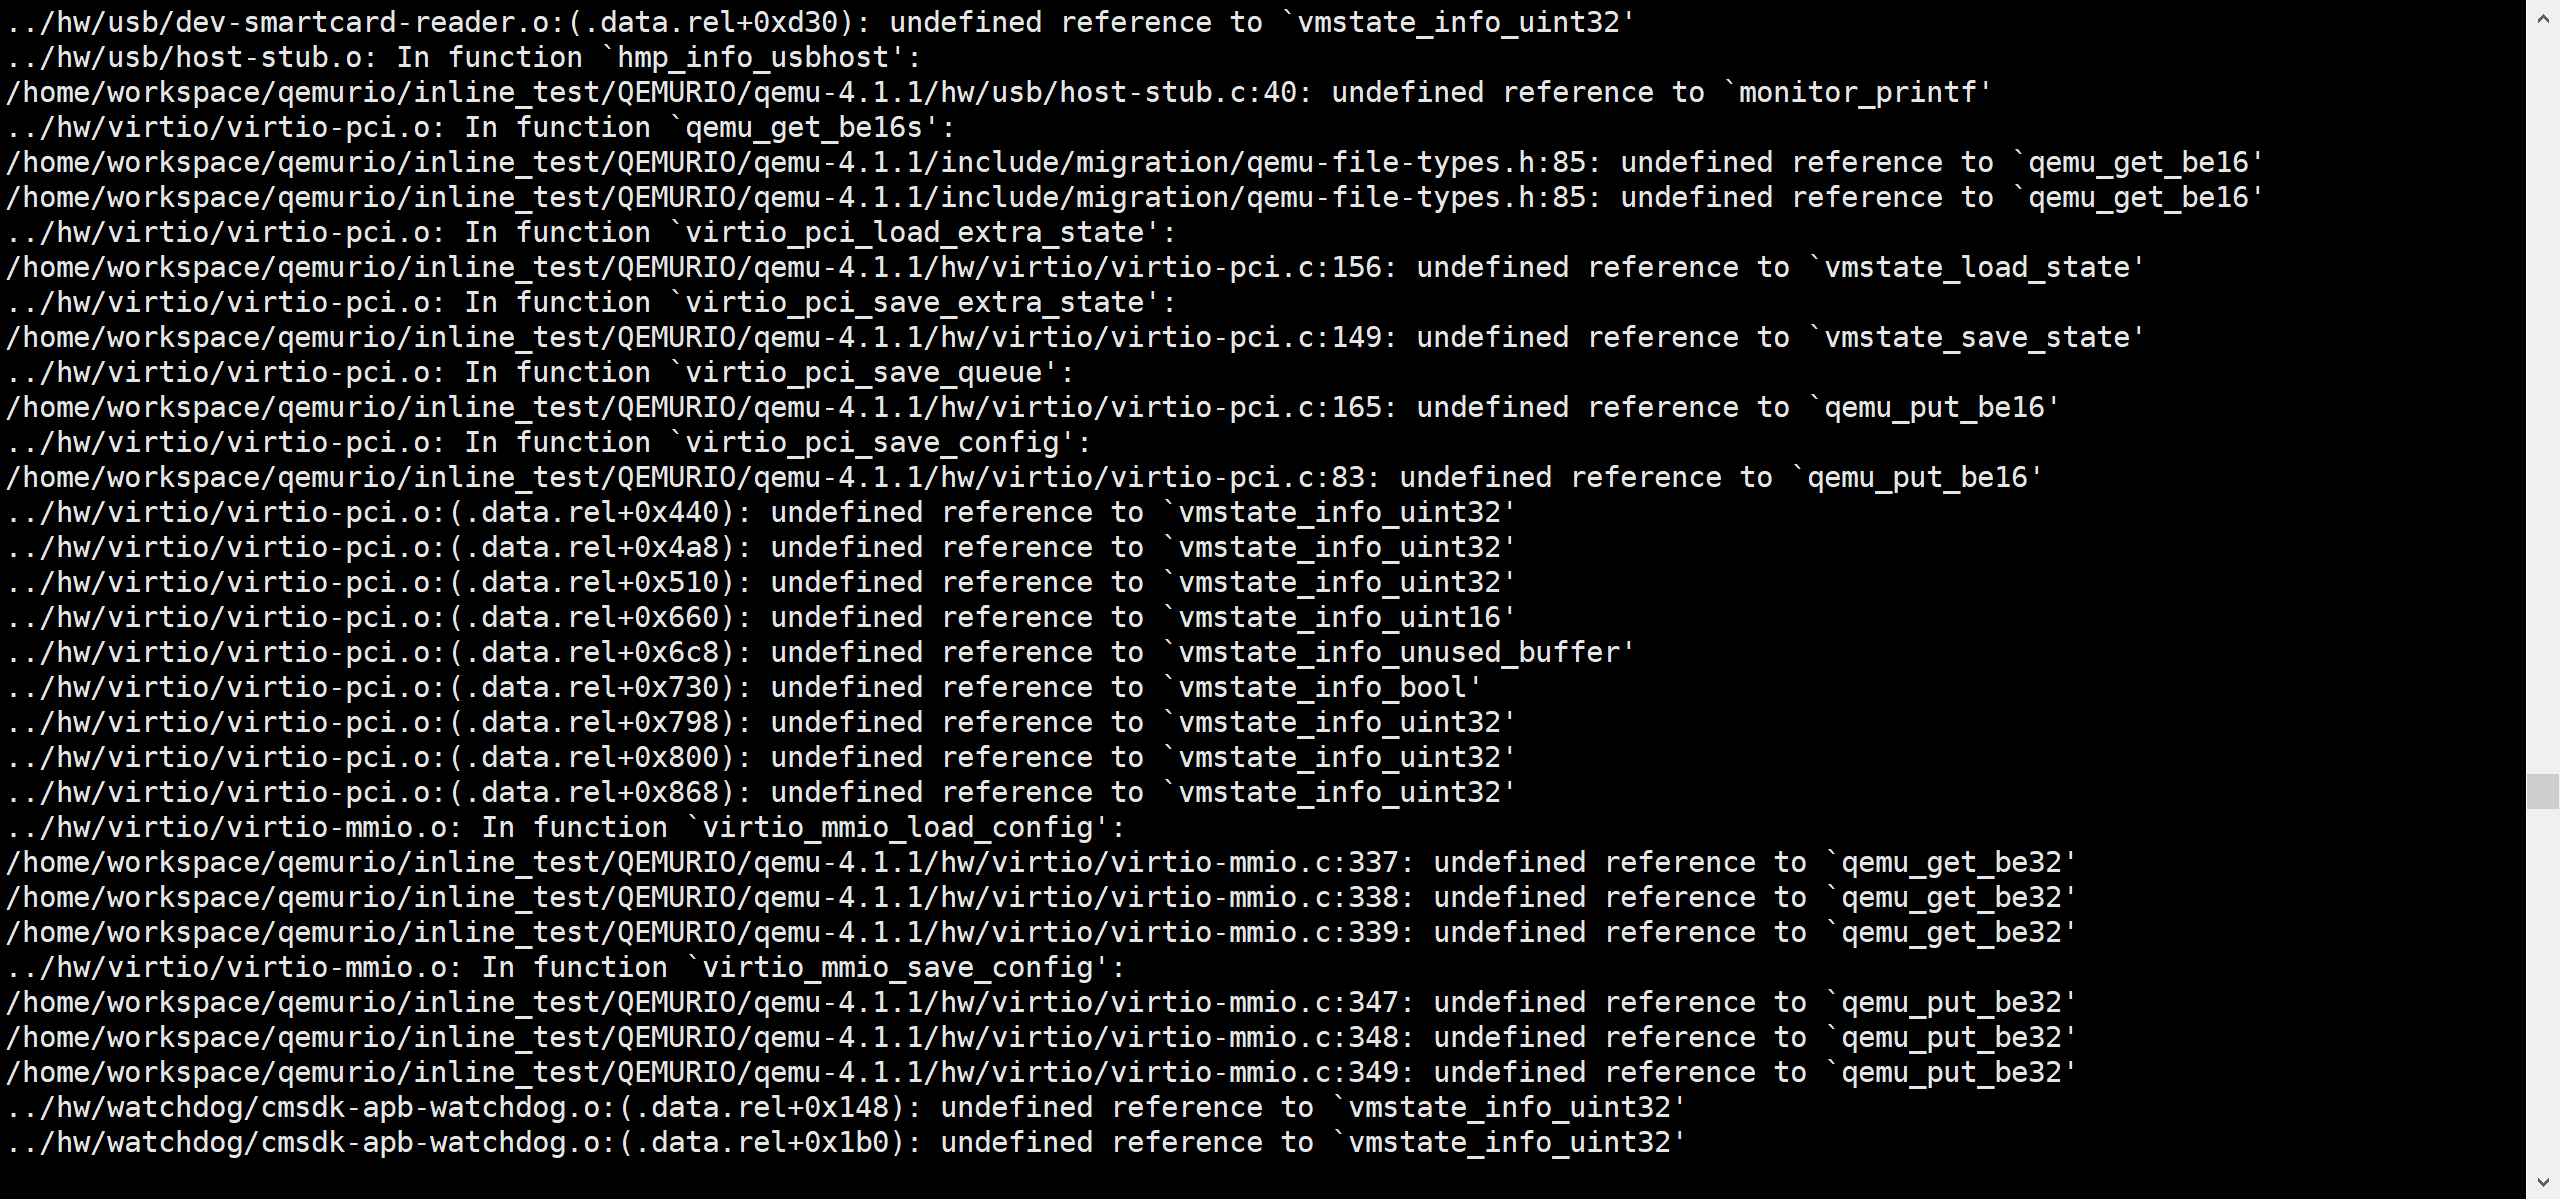 ../hw/usb/dev-smartcard-reader.o:(.data.rel+0xd30): undefined reference to `vmstate_info_uint32'
../hw/usb/host-stub.o: In function `hmp_info_usbhost':
/home/workspace/qemurio/inline_test/QEMURIO/qemu-4.1.1/hw/usb/host-stub.c:40: undefined reference to `monitor_printf'
../hw/virtio/virtio-pci.o: In function `qemu_get_be16s':
/home/workspace/qemurio/inline_test/QEMURIO/qemu-4.1.1/include/migration/qemu-file-types.h:85: undefined reference to `qemu_get_be16'
/home/workspace/qemurio/inline_test/QEMURIO/qemu-4.1.1/include/migration/qemu-file-types.h:85: undefined reference to `qemu_get_be16'
../hw/virtio/virtio-pci.o: In function `virtio_pci_load_extra_state':
/home/workspace/qemurio/inline_test/QEMURIO/qemu-4.1.1/hw/virtio/virtio-pci.c:156: undefined reference to `vmstate_load_state'
../hw/virtio/virtio-pci.o: In function `virtio_pci_save_extra_state':
/home/workspace/qemurio/inline_test/QEMURIO/qemu-4.1.1/hw/virtio/virtio-pci.c:149: undefined reference to `vmstate_save_state'
../hw/virtio/virtio-pci.o: In function `virtio_pci_save_queue':
/home/workspace/qemurio/inline_test/QEMURIO/qemu-4.1.1/hw/virtio/virtio-pci.c:165: undefined reference to `qemu_put_be16'
../hw/virtio/virtio-pci.o: In function `virtio_pci_save_config':
/home/workspace/qemurio/inline_test/QEMURIO/qemu-4.1.1/hw/virtio/virtio-pci.c:83: undefined reference to `qemu_put_be16'
../hw/virtio/virtio-pci.o:(.data.rel+0x440): undefined reference to `vmstate_info_uint32'
../hw/virtio/virtio-pci.o:(.data.rel+0x4a8): undefined reference to `vmstate_info_uint32'
../hw/virtio/virtio-pci.o:(.data.rel+0x510): undefined reference to `vmstate_info_uint32'
../hw/virtio/virtio-pci.o:(.data.rel+0x660): undefined reference to `vmstate_info_uint16'
../hw/virtio/virtio-pci.o:(.data.rel+0x6c8): undefined reference to `vmstate_info_unused_buffer'
../hw/virtio/virtio-pci.o:(.data.rel+0x730): undefined reference to `vmstate_info_bool'
../hw/virtio/virtio-pci.o:(.data.rel+0x798): undefined reference to `vmstate_info_uint32'
../hw/virtio/virtio-pci.o:(.data.rel+0x800): undefined reference to `vmstate_info_uint32'
../hw/virtio/virtio-pci.o:(.data.rel+0x868): undefined reference to `vmstate_info_uint32'
../hw/virtio/virtio-mmio.o: In function `virtio_mmio_load_config':
/home/workspace/qemurio/inline_test/QEMURIO/qemu-4.1.1/hw/virtio/virtio-mmio.c:337: undefined reference to `qemu_get_be32'
/home/workspace/qemurio/inline_test/QEMURIO/qemu-4.1.1/hw/virtio/virtio-mmio.c:338: undefined reference to `qemu_get_be32'
/home/workspace/qemurio/inline_test/QEMURIO/qemu-4.1.1/hw/virtio/virtio-mmio.c:339: undefined reference to `qemu_get_be32'
../hw/virtio/virtio-mmio.o: In function `virtio_mmio_save_config':
/home/workspace/qemurio/inline_test/QEMURIO/qemu-4.1.1/hw/virtio/virtio-mmio.c:347: undefined reference to `qemu_put_be32'
/home/workspace/qemurio/inline_test/QEMURIO/qemu-4.1.1/hw/virtio/virtio-mmio.c:348: undefined reference to `qemu_put_be32'
/home/workspace/qemurio/inline_test/QEMURIO/qemu-4.1.1/hw/virtio/virtio-mmio.c:349: undefined reference to `qemu_put_be32'
../hw/watchdog/cmsdk-apb-watchdog.o:(.data.rel+0x148): undefined reference to `vmstate_info_uint32'
../hw/watchdog/cmsdk-apb-watchdog.o:(.data.rel+0x1b0): undefined reference to `vmstate_info_uint32'